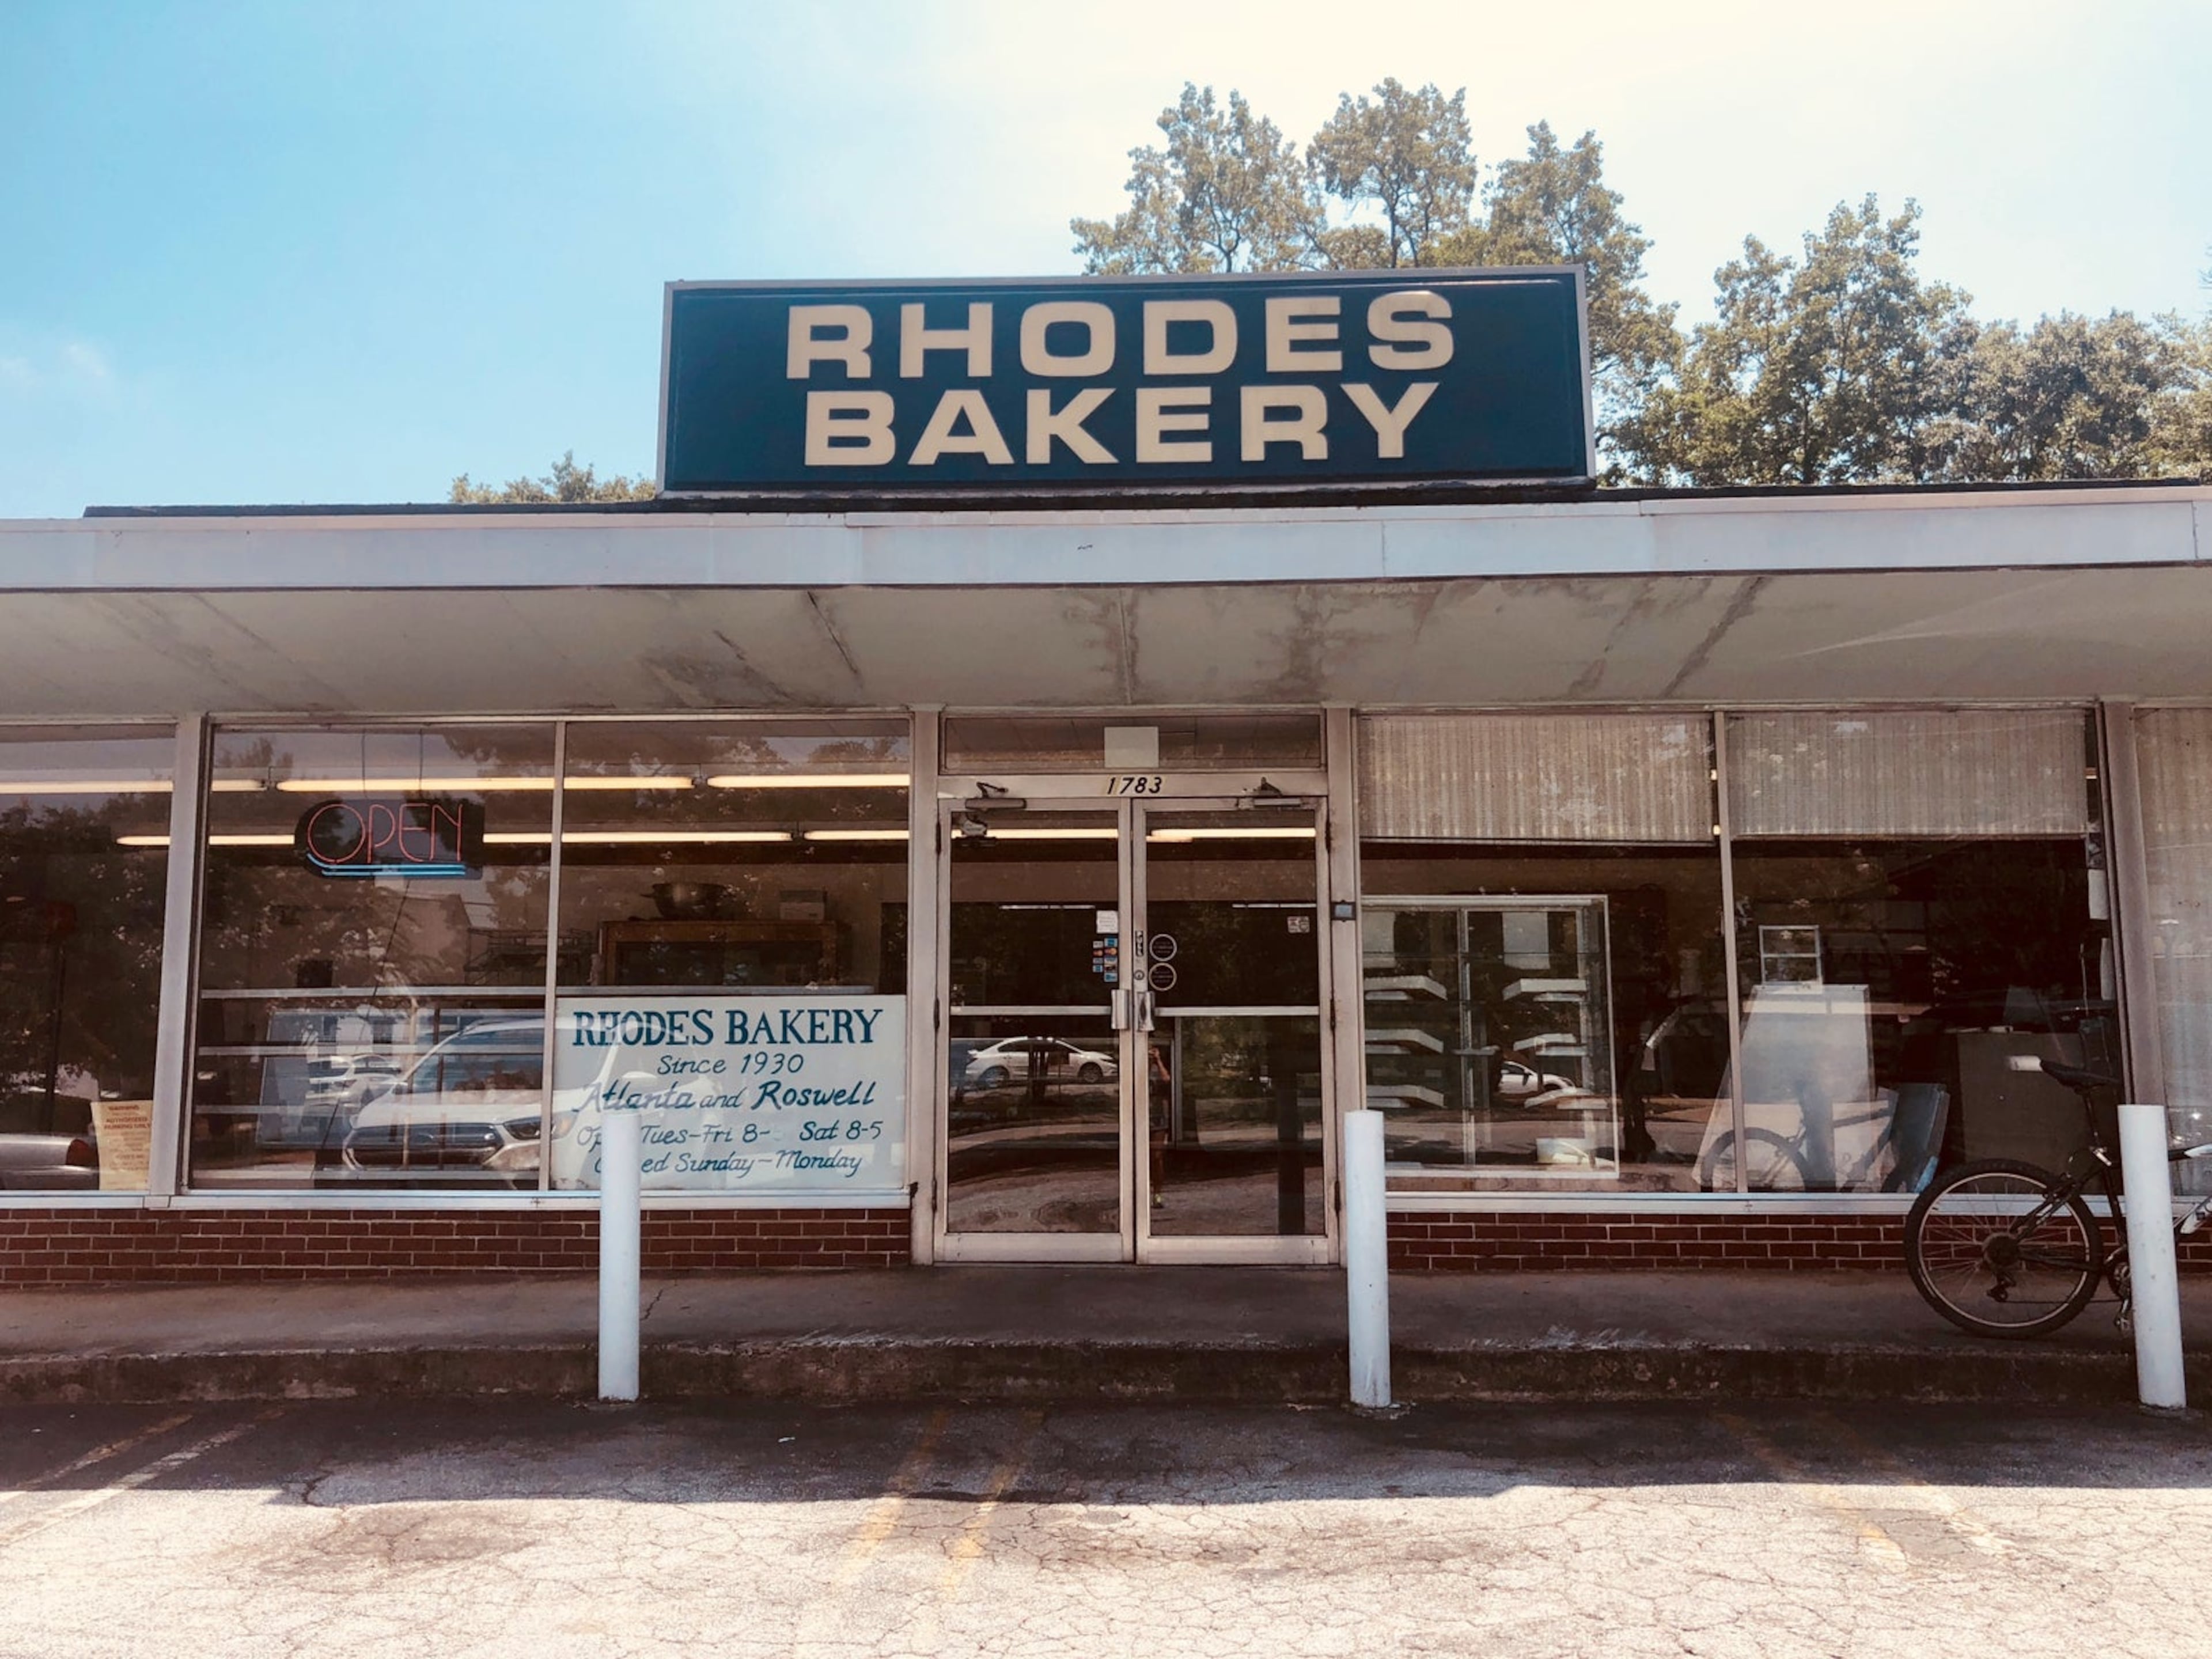 RHODES
BAKERY
1783
OPEN
RHODES BAKERY
Since 1930
Atlanta and Roswell
Tues-Fri 8- Sat 8-5
Sunday-Monday